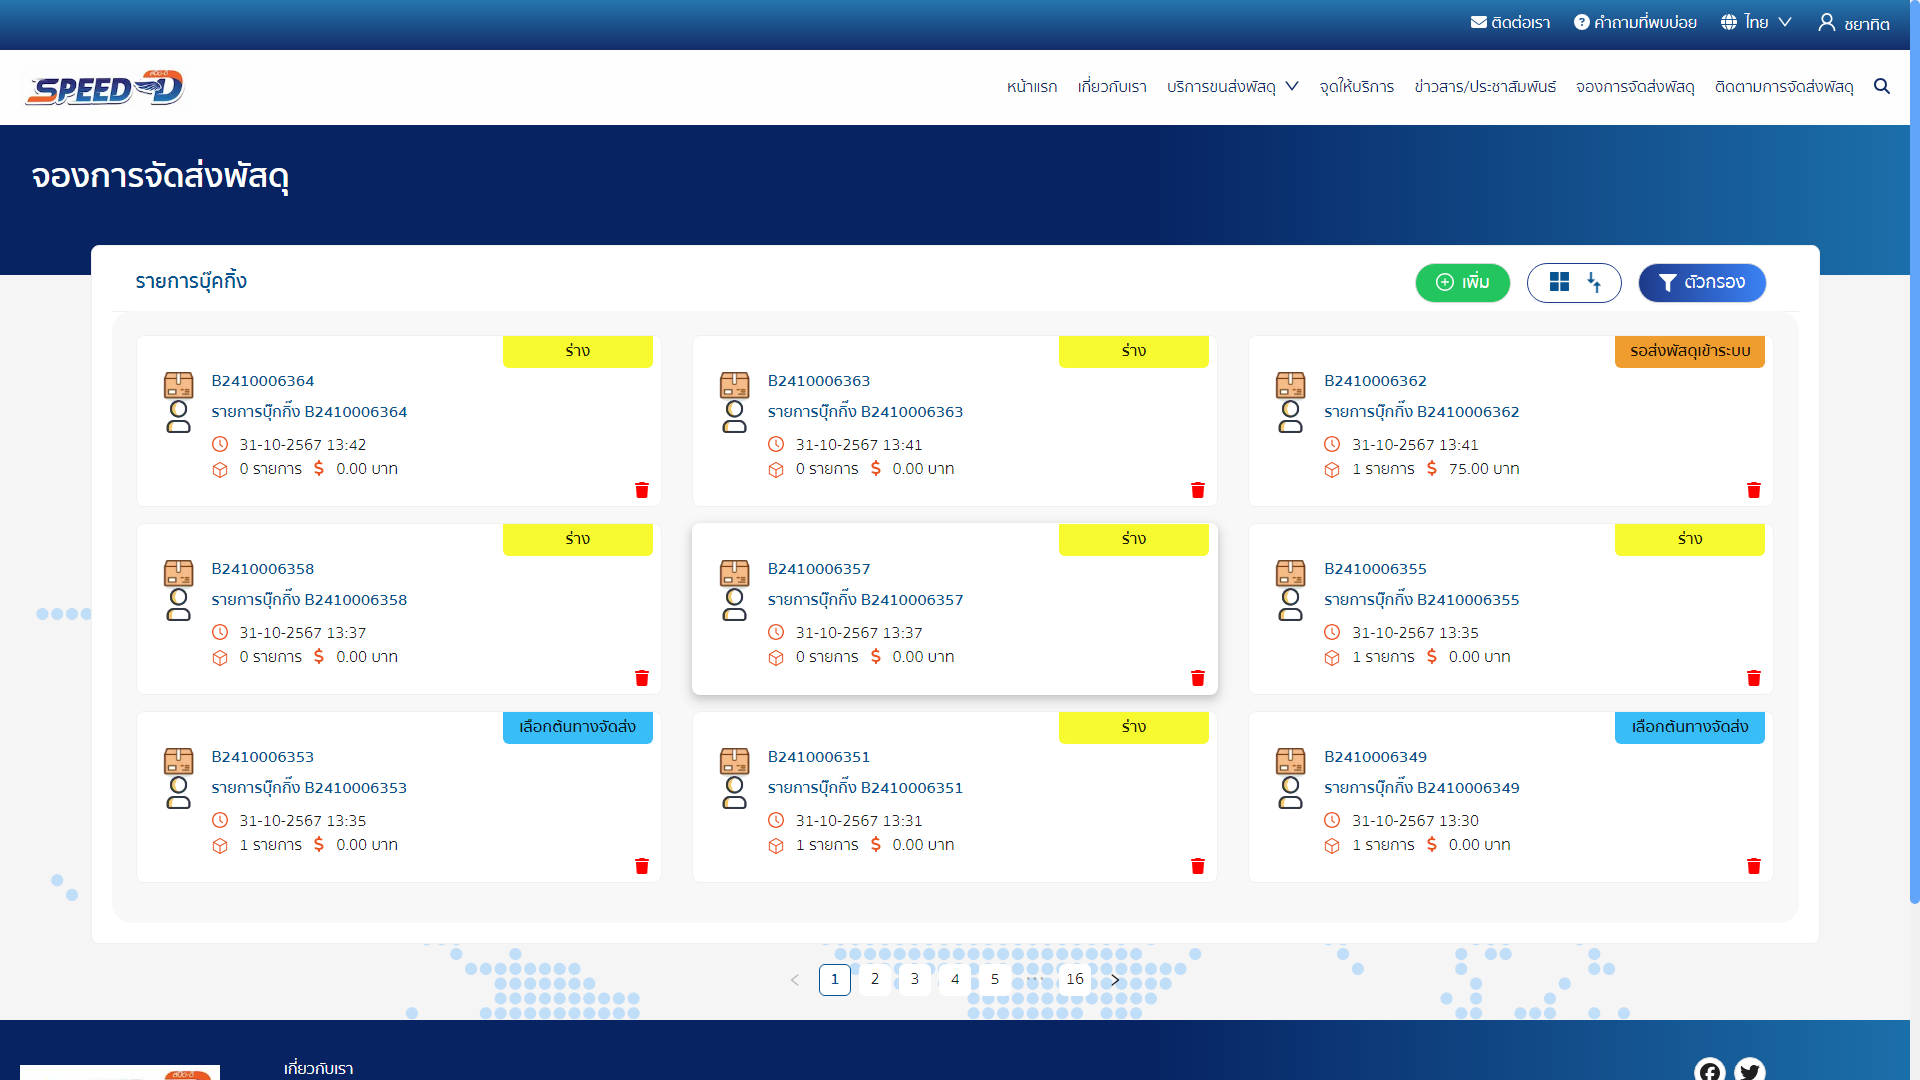 ติดต่อเรา คำถามที่พบบ่อย ไทย ชยาทิต
SPEED-D หน้าแรก เกี่ยวกับเรา บริการขนส่งพัสดุ จุดให้บริการ ข่าวสาร/ประชาสัมพันธ์ จองการจัดส่งพัสดุ ติดตามการจัดส่งพัสดุ
จองการจัดส่งพัสดุ
รายการบุ๊คกิ้ง เพิ่ม ตัวกรอง
ร่าง
B2410006364
รายการบุ๊กกิ๊ง B2410006364
31-10-2567 13:42
0 รายการ $ 0.00 บาท
ร่าง
B2410006363
รายการบุ๊กกิ๊ง B2410006363
31-10-2567 13:41
0 รายการ $ 0.00 บาท
รอส่งพัสดุเข้าระบบ
B2410006362
รายการบุ๊กกิ๊ง B2410006362
31-10-2567 13:41
1 รายการ $ 75.00 บาท
ร่าง
B2410006358
รายการบุ๊กกิ๊ง B2410006358
31-10-2567 13:37
0 รายการ $ 0.00 บาท
ร่าง
B2410006357
รายการบุ๊กกิ๊ง B2410006357
31-10-2567 13:37
0 รายการ $ 0.00 บาท
ร่าง
B2410006355
รายการบุ๊กกิ๊ง B2410006355
31-10-2567 13:35
1 รายการ $ 0.00 บาท
เลือกต้นทางจัดส่ง
B2410006353
รายการบุ๊กกิ๊ง B2410006353
31-10-2567 13:35
1 รายการ $ 0.00 บาท
ร่าง
B2410006351
รายการบุ๊กกิ๊ง B2410006351
31-10-2567 13:31
1 รายการ $ 0.00 บาท
เลือกต้นทางจัดส่ง
B2410006349
รายการบุ๊กกิ๊ง B2410006349
31-10-2567 13:30
1 รายการ $ 0.00 บาท
< 1 2 3 4 5 ••• 16 >
เกี่ยวกับเรา